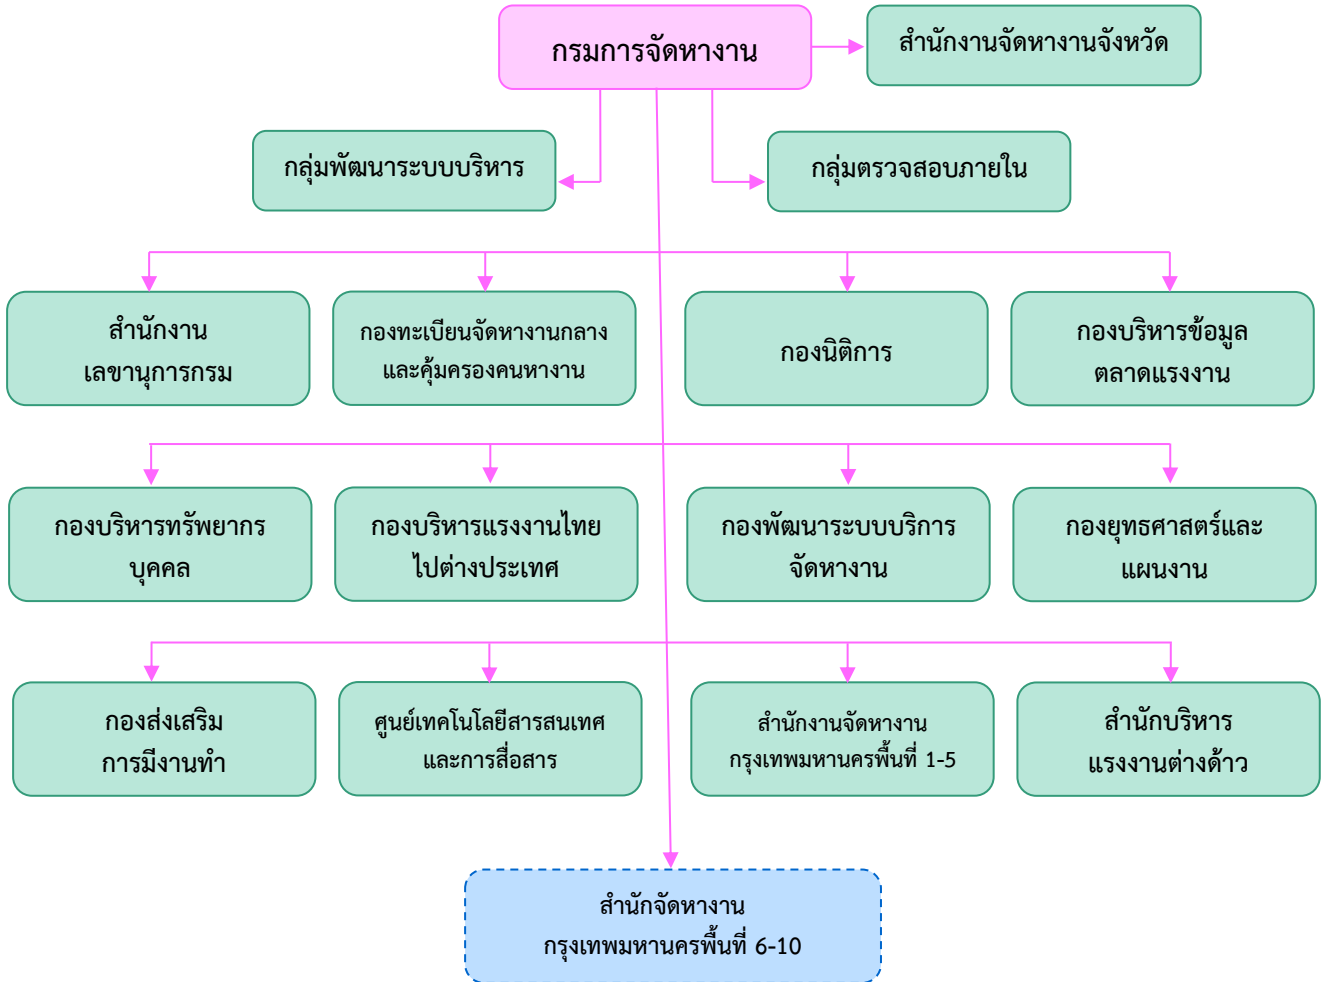 กรมการจัดหางาน
สำนักงานจัดหางานจังหวัด
กลุ่มพัฒนาระบบบริหาร
กลุ่มตรวจสอบภายใน
สำนักงาน
เลขานุการกรม
กองทะเบียนจัดหางานกลาง
และคุ้มครองคนหางาน
กองนิติการ
กองบริหารข้อมูล
ตลาดแรงงาน
กองบริหารทรัพยากร
บุคคล
กองบริหารแรงงานไทย
ไปต่างประเทศ
กองพัฒนาระบบบริการ
จัดหางาน
กองยุทธศาสตร์และ
แผนงาน
กองส่งเสริม
การมีงานทำ
ศูนย์เทคโนโลยีสารสนเทศ
และการสื่อสาร
สำนักงานจัดหางาน
กรุงเทพมหานครพื้นที่ 1-5
สำนักบริหาร
แรงงานต่างด้าว
สำนักจัดหางาน
กรุงเทพมหานครพื้นที่ 6-10